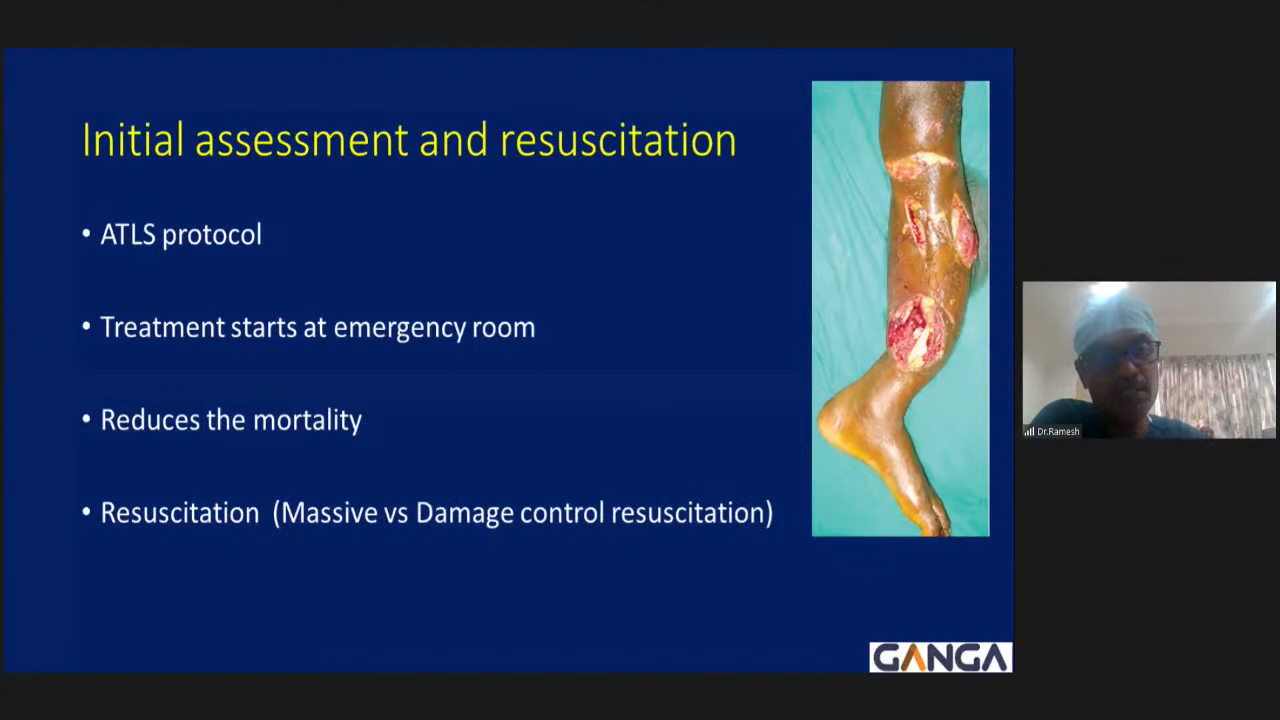 Initial assessment and resuscitation
• ATLS protocol
• Treatment starts at emergency room
• Reduces the mortality
• Resuscitation (Massive vs Damage control resuscitation)
Dr.Ramesh
GANGA